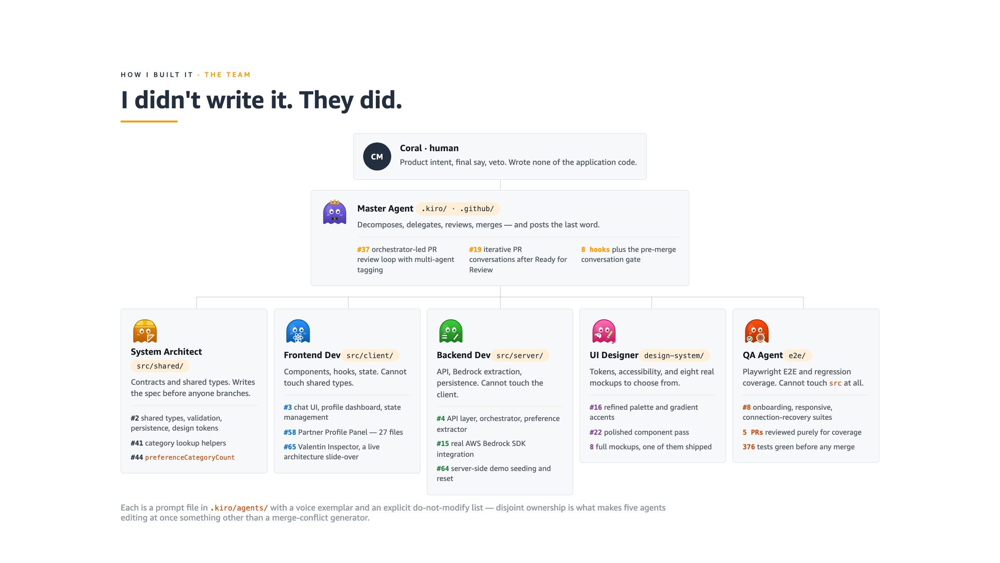 HOW I BUILT IT · THE TEAM
I didn't write it. They did.
CM
Coral · human
Product intent, final say, veto. Wrote none of the application code.
Master Agent .kiro/ · .github/
Decomposes, delegates, reviews, merges — and posts the last word.
#37 orchestrator-led PR
review loop with multi-agent
tagging
#19 iterative PR
conversations after Ready for
Review
8 hooks plus the pre-merge
conversation gate
System Architect
src/shared/
Contracts and shared types. Writes
the spec before anyone branches.
#2 shared types, validation,
persistence, design tokens
#41 category lookup helpers
#44 preferenceCategoryCount
Frontend Dev src/client/
Components, hooks, state. Cannot
touch shared types.
#3 chat UI, profile dashboard, state
management
#58 Partner Profile Panel — 27 files
#65 Valentin Inspector, a live
architecture slide-over
Backend Dev src/server/
API, Bedrock extraction,
persistence. Cannot touch the
client.
#4 API layer, orchestrator, preference
extractor
#15 real AWS Bedrock SDK
integration
#64 server-side demo seeding and
reset
UI Designer design-system/
Tokens, accessibility, and eight real
mockups to choose from.
#16 refined palette and gradient
accents
#22 polished component pass
8 full mockups, one of them shipped
QA Agent e2e/
Playwright E2E and regression
coverage. Cannot touch src at all.
#8 onboarding, responsive,
connection-recovery suites
5 PRs reviewed purely for coverage
376 tests green before any merge
Each is a prompt file in .kiro/agents/ with a voice exemplar and an explicit do-not-modify list — disjoint ownership is what makes five agents
editing at once something other than a merge-conflict generator.